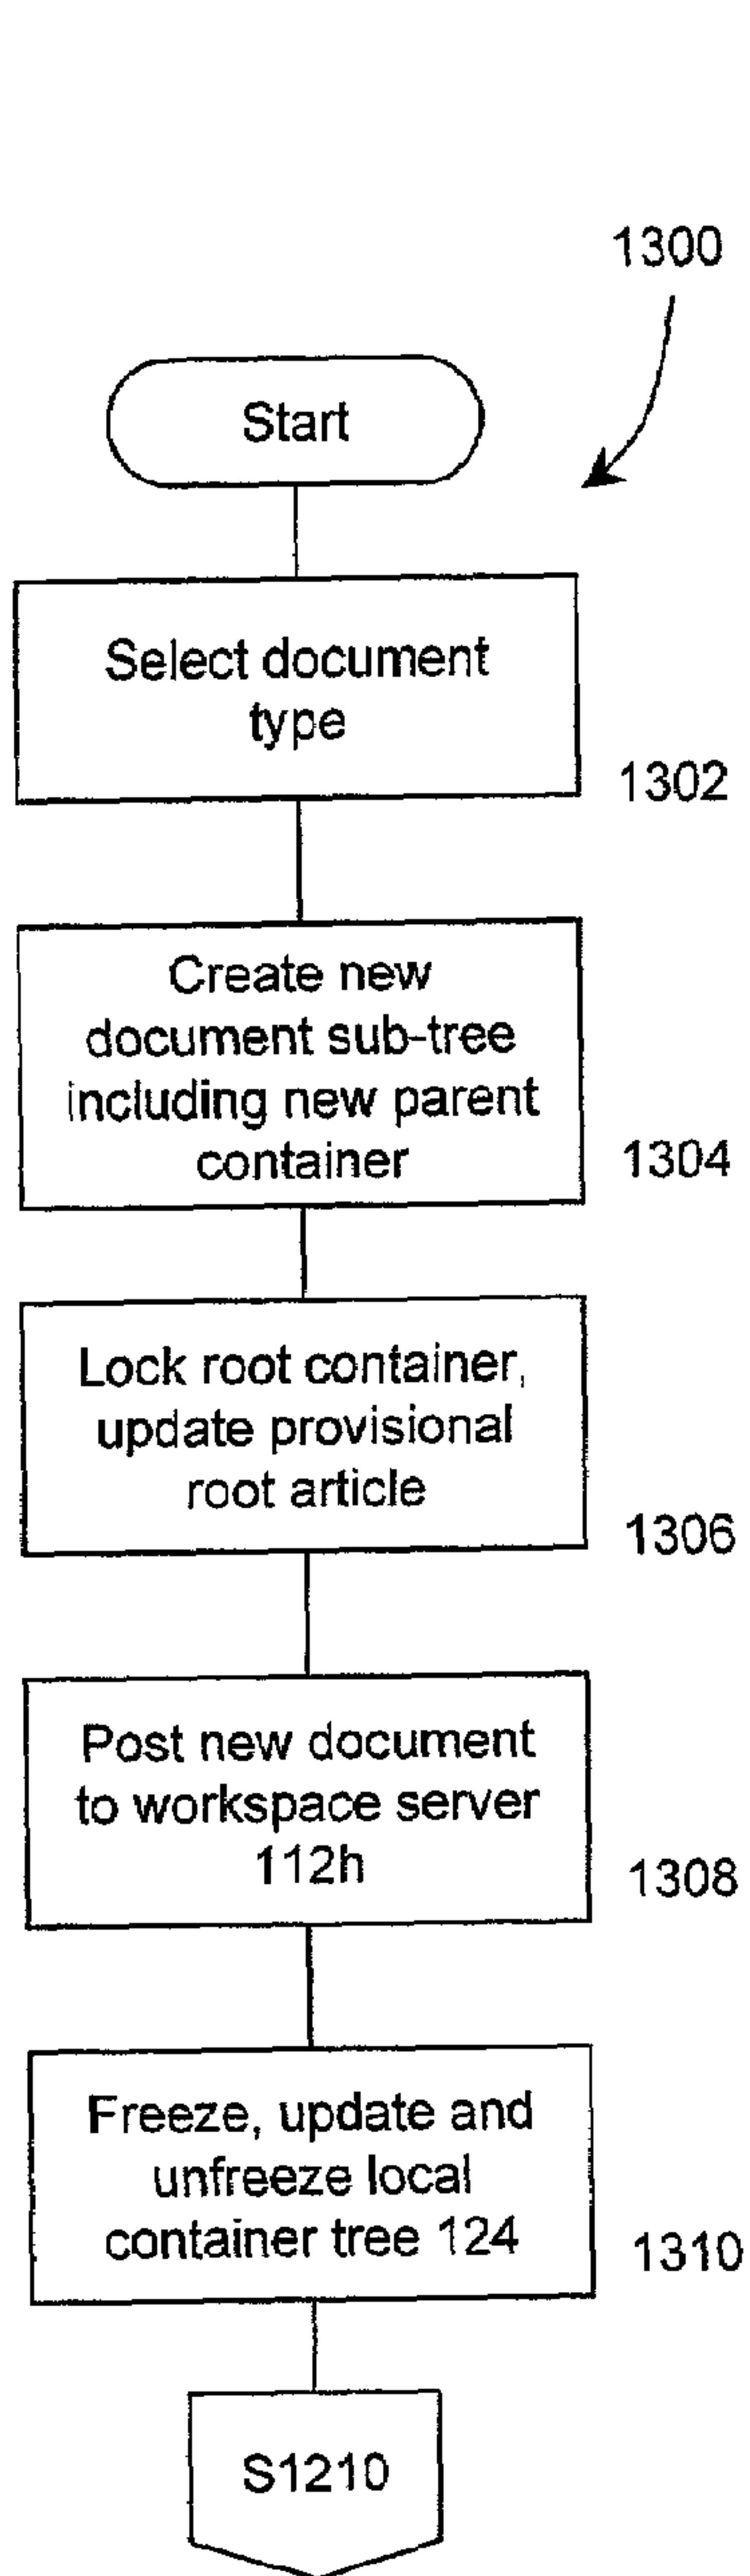 1300
Start
Select document
type
1302
Create new
document sub-tree
including new parent
container
1304
Lock root container,
update provisional
root article
1306
Post new document
to workspace server
112h
1308
Freeze, update and
unfreeze local
container tree 124
1310
S1210